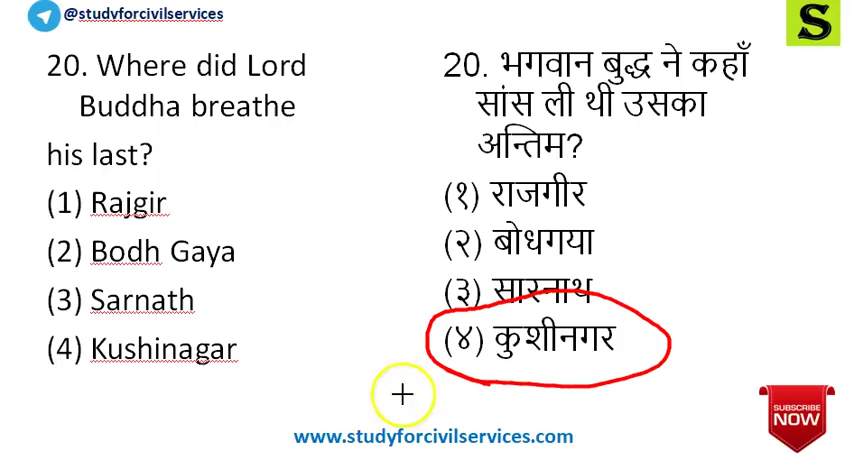 @studyforcivilservices
S
20. Where did Lord
Buddha breathe
his last?
(1) Rajgir
(2) Bodh Gaya
(3) Sarnath
(4) Kushinagar
20. भगवान बुद्ध ने कहाँ
सांस ली थी उसका
अन्तिम?
(१) राजगीर
(२) बोधगया
(३) सारनाथ
(४) कुशीनगर
SUBSCRIBE
NOW
www.studyforcivilservices.com